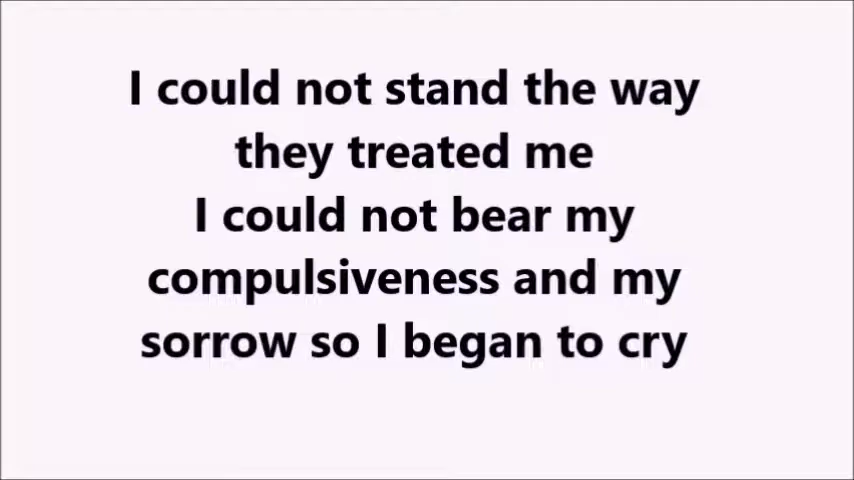 I could not stand the way
they treated me
I could not bear my
compulsiveness and my
sorrow so I began to cry